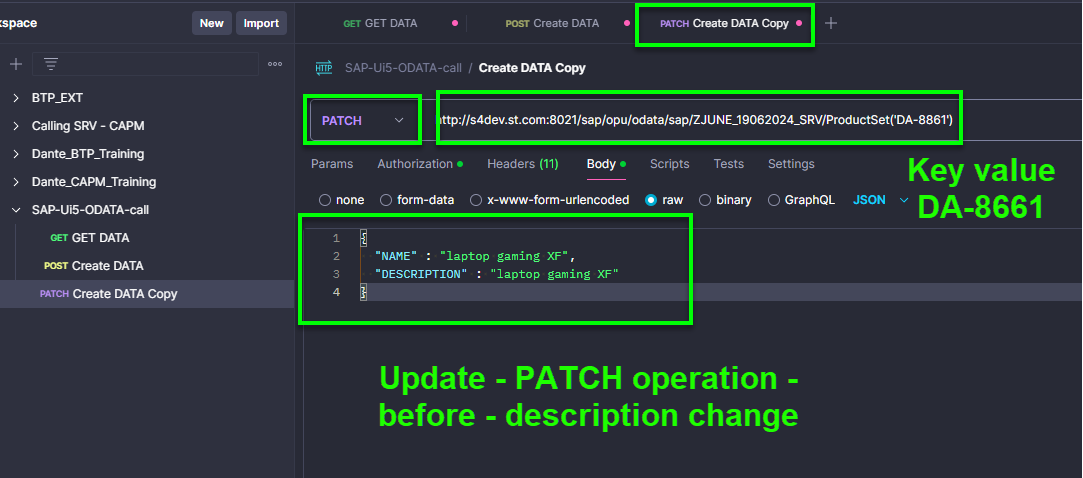 kspace
New
Import
GET GET DATA
POST Create DATA
PATCH Create DATA Copy
HTTP SAP-Ui5-ODATA-call / Create DATA Copy
BTP_EXT
Calling SRV - CAPM
Dante_BTP_Training
Dante_CAPM_Training
SAP-Ui5-ODATA-call
GET GET DATA
POST Create DATA
PATCH Create DATA Copy
PATCH
ttp://s4dev.st.com:8021/sap/opu/odata/sap/ZJUNE_19062024_SRV/ProductSet('DA-8861')
Params Authorization Headers (11) Body Scripts Tests Settings
none form-data x-www-form-urlencoded raw binary GraphQL JSON
Key value
DA-8661
1 {
2 "NAME" : "laptop gaming XF",
3 "DESCRIPTION" : "laptop gaming XF"
4 }
Update - PATCH operation -
before - description change